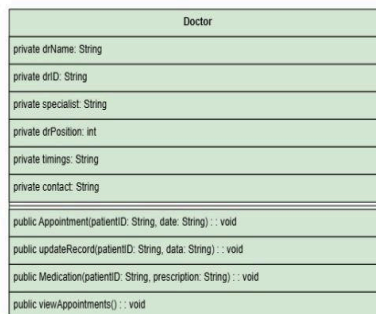 Doctor
private drName: String
private drID: String
private specialist: String
private drPosition: int
private timings: String
private contact: String
public Appointment(patientID: String, date: String) : : void
public updateRecord(patientID: String, data: String) : : void
public Medication(patientID: String, prescription: String) : : void
public viewAppointments() : : void